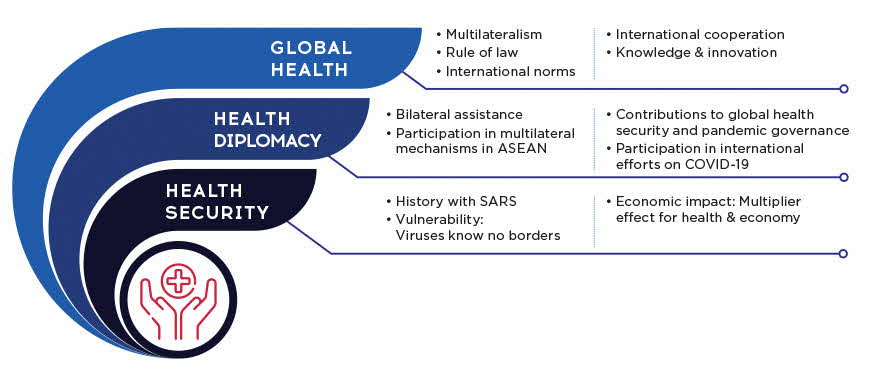 GLOBAL
HEALTH
• Multilateralism
• Rule of law
• International norms
• International cooperation
• Knowledge & innovation
HEALTH
DIPLOMACY
• Bilateral assistance
• Participation in multilateral
mechanisms in ASEAN
• Contributions to global health
security and pandemic governance
• Participation in international
efforts on COVID-19
HEALTH
SECURITY
• History with SARS
• Vulnerability:
Viruses know no borders
• Economic impact: Multiplier
effect for health & economy